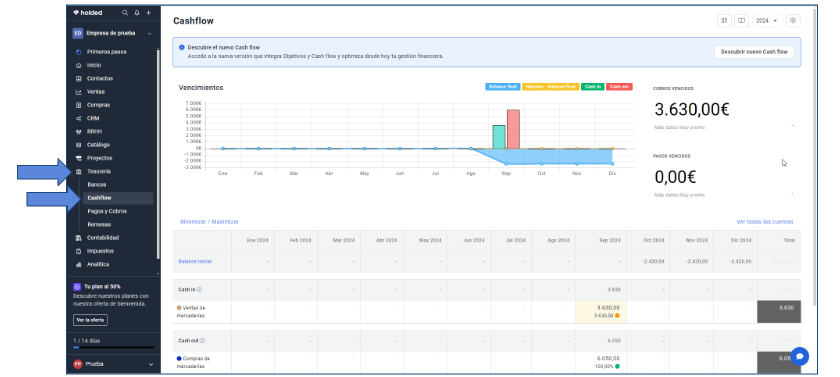 holded
Cashflow
2024
ED Empresa de prueba
Primeros pasos
Inicio
Contactos
Ventas
Compras
CRM
RRHH
Catálogo
Proyectos
Tesorería
Bancos
Cashflow
Pagos y Cobros
Remesas
Contabilidad
Impuestos
Analítica
Tu plan al 50%
Descubre nuestros planes con
nuestra oferta de bienvenida.
Ver la oferta
1 / 14 días
PP Prueba
Descubre el nuevo Cash flow
Accede a la nueva versión que integra Objetivos y Cash flow y optimiza desde hoy tu gestión financiera.
Descubrir nuevo Cash flow
Vencimientos
Balance final Objetivo - Balance final Cash in Cash out
7.000€
6.000€
5.000€
4.000€
3.000€
2.000€
1.000€
0€
-1.000€
-2.000€
-3.000€
Ene Feb Mar Abr May Jun Jul Ago Sep Oct Nov Dic
COBROS VENCIDOS
3.630,00€
Más datos Muy pronto
PAGOS VENCIDOS
0,00€
Más datos Muy pronto
Minimizar / Maximizar
Ver todas las cuentas
Ene 2024 Feb 2024 Mar 2024 Abr 2024 May 2024 Jun 2024 Jul 2024 Ago 2024 Sep 2024 Oct 2024 Nov 2024 Dic 2024 Total
Balance inicial - - - - - - - - - -2.420,00 -2.420,00 -2.420,00
Cash in - - - - - - - - 3.630 - - -
Ventas de mercaderías - - - - - - - - 3.630,00 - - - 3.630
3.630,00
Cash out - - - - - - - - 6.050 - - -
Compras de mercaderías - - - - - - - - 6.050,00 - - -
100,00%